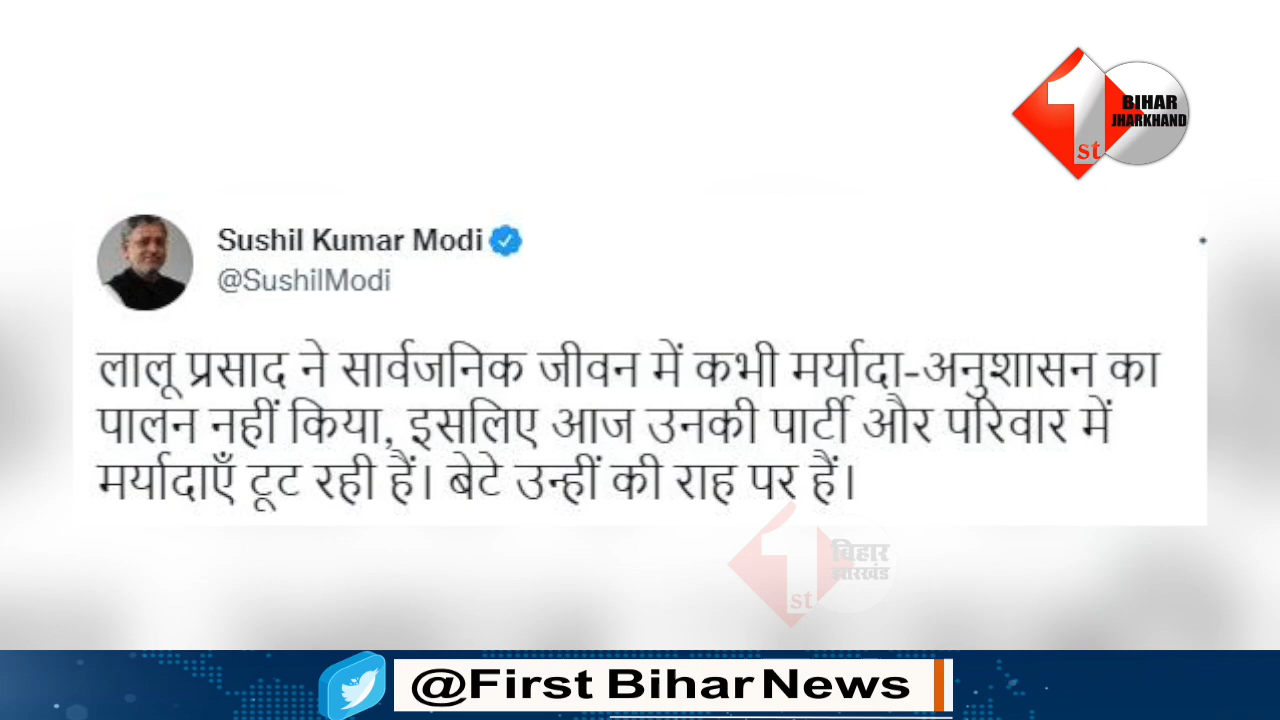 1st
BIHAR
JHARKHAND
Sushil Kumar Modi
@SushilModi
लालू प्रसाद ने सार्वजनिक जीवन में कभी मर्यादा-अनुशासन का
पालन नहीं किया, इसलिए आज उनकी पार्टी और परिवार में
मर्यादाएँ टूट रही हैं। बेटे उन्हीं की राह पर हैं।
1st
बिहार
झारखंड
@First Bihar News